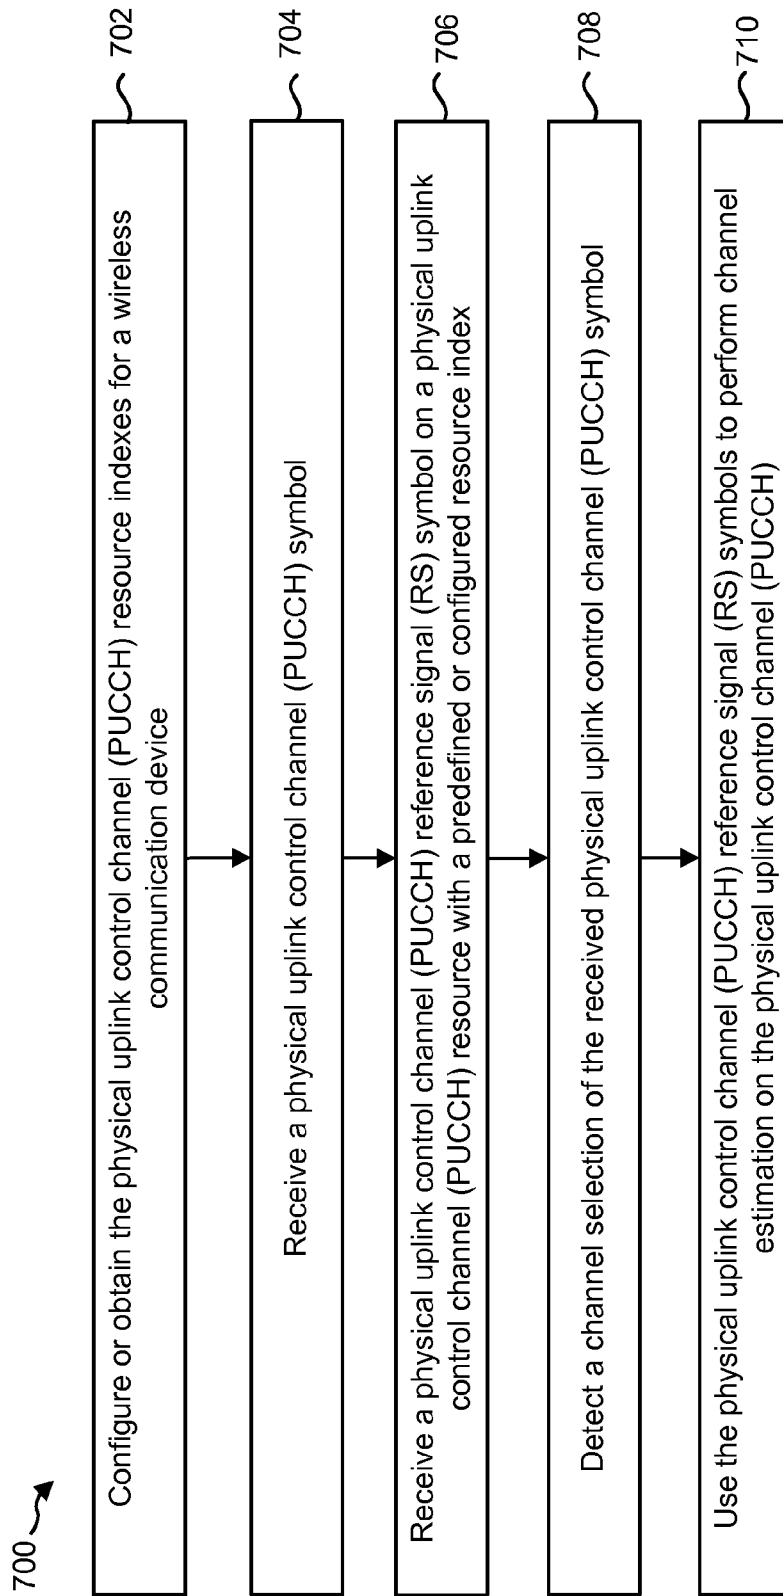 700
Configure or obtain the physical uplink control channel (PUCCH) resource indexes for a wireless
communication device
702
Receive a physical uplink control channel (PUCCH) symbol
704
Receive a physical uplink control channel (PUCCH) reference signal (RS) symbol on a physical uplink
control channel (PUCCH) resource with a predefined or configured resource index
706
Detect a channel selection of the received physical uplink control channel (PUCCH) symbol
708
Use the physical uplink control channel (PUCCH) reference signal (RS) symbols to perform channel
estimation on the physical uplink control channel (PUCCH)
710